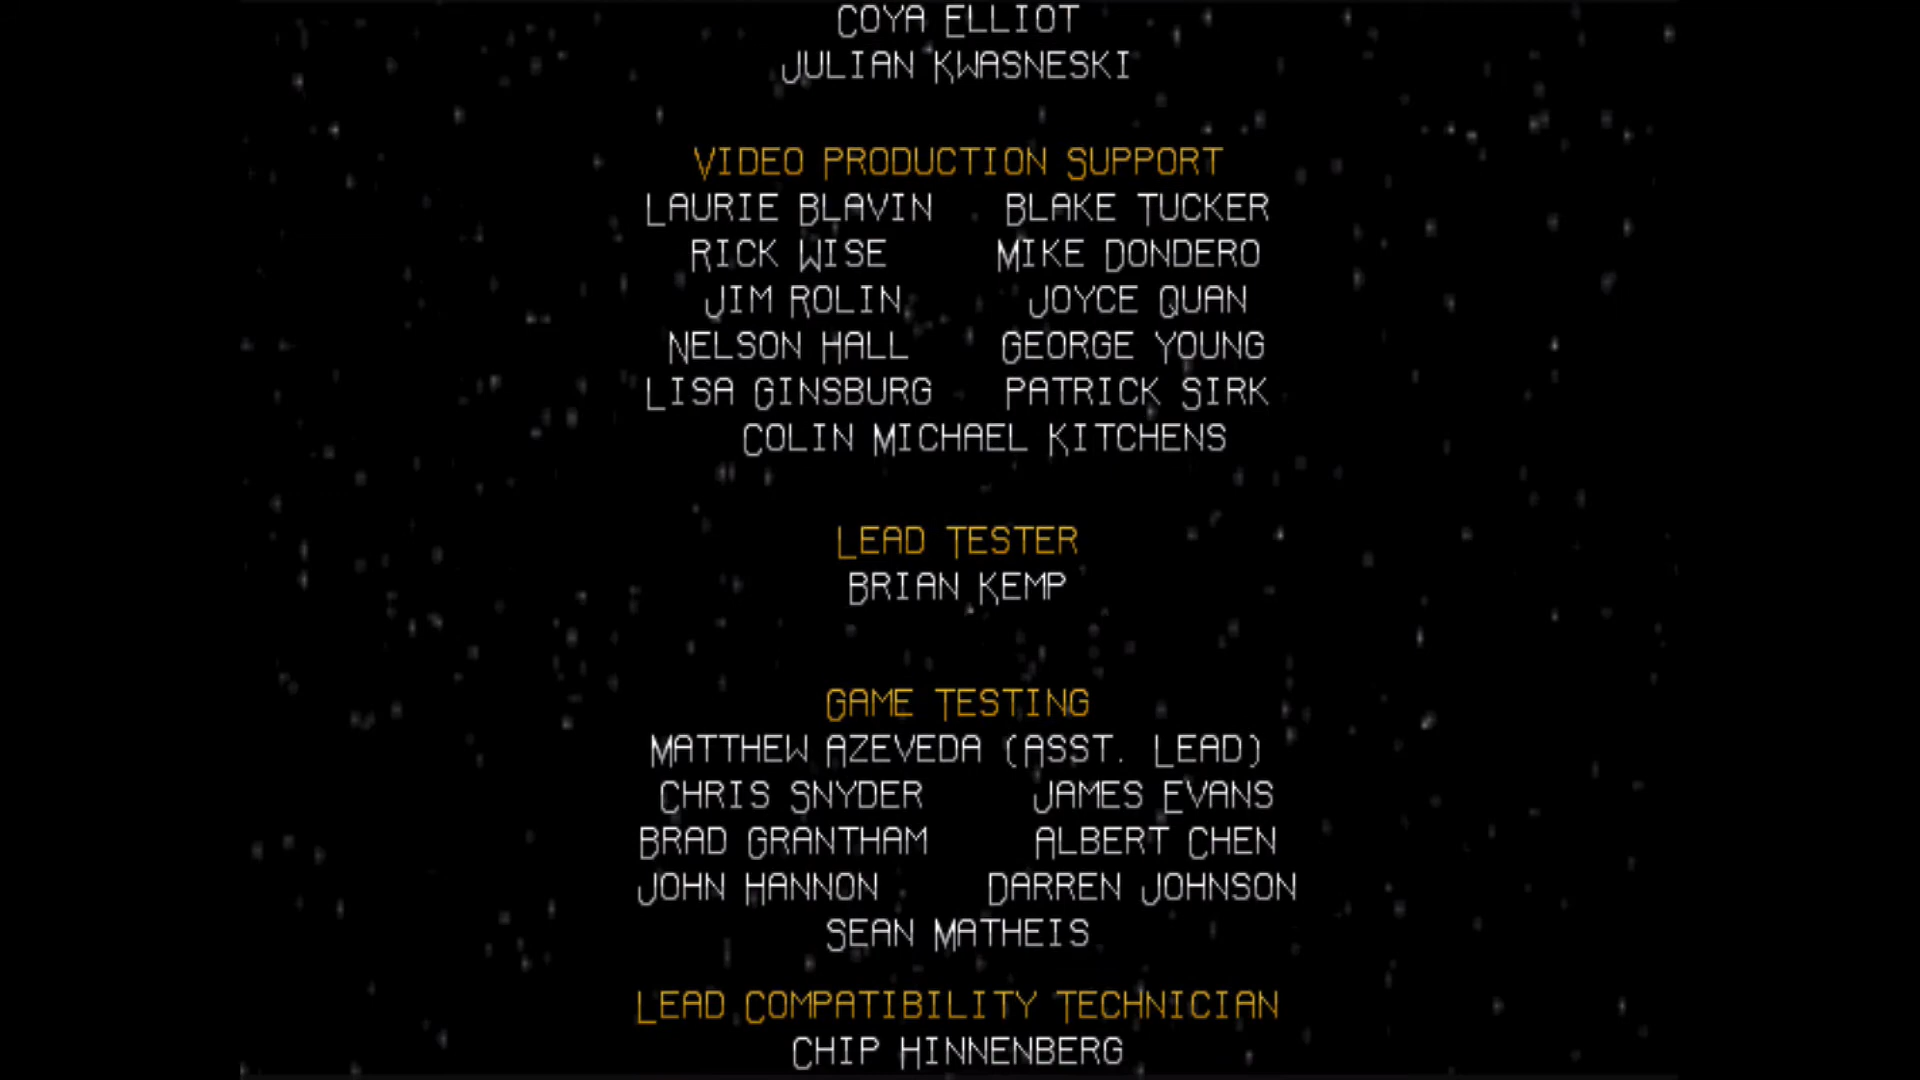 Coya Elliot
Julian Kwasneski
Video Production Support
Laurie Blavin Blake Tucker
Rick Wise Mike Dondero
Jim Rolin Joyce Quan
Nelson Hall George Young
Lisa Ginsburg Patrick Sirk
Colin Michael Kitchens
Lead Tester
Brian Kemp
Game Testing
Matthew Azeveda (Asst. Lead)
Chris Snyder James Evans
Brad Grantham Albert Chen
John Hannon Darren Johnson
Sean Matheis
Lead Compatibility Technician
Chip Hinnenberg